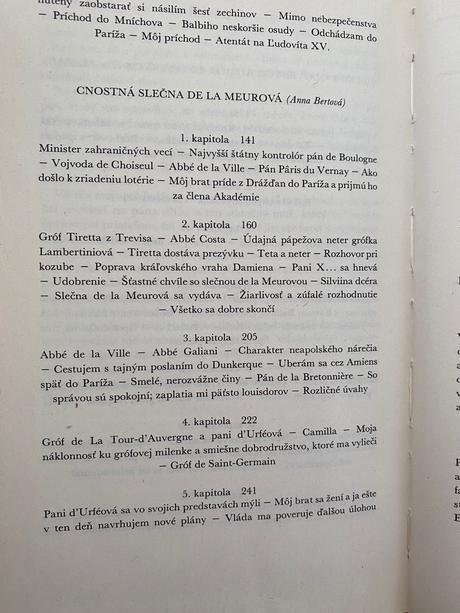 nútený zaobstarať si násilím šesť zechinov — Mimo nebezpečenstva
— Príchod do Mníchova — Balbiho neskoršie osudy — Odchádzam do
Paríža — Môj príchod — Atentát na Ľudovíta XV.
CNOSTNÁ SLEČNA DE LA MEUROVÁ (Anna Bertová)
1. kapitola 141
Minister zahraničných vecí — Najvyšší štátny kontrolór pán de Boulogne
— Vojvoda de Choiseul — Abbé de la Ville — Pán Pâris du Vernay — Ako
došlo k zriadeniu lotérie — Môj brat príde z Drážďan do Paríža a prijmú ho
za člena Akadémie
2. kapitola 160
Gróf Tiretta z Trevisa — Abbé Costa — Údajná pápežova neter grófka
Lambertiniová — Tiretta dostáva prezývku — Teta a neter — Rozhovor pri
kozube — Poprava kráľovského vraha Damiena — Pani X... sa hnevá
— Udobrenie — Šťastné chvíle so slečnou de la Meurovou — Silviina dcéra
— Slečna de la Meurová sa vydáva — Žiarlivosť a zúfalé rozhodnutie
— Všetko sa dobre skončí
3. kapitola 205
Abbé de la Ville — Abbé Galiani — Charakter neapolského nárečia
— Cestujem s tajným poslaním do Dunkerque — Uberám sa cez Amiens
späť do Paríža — Smelé, nerozvážne činy — Pán de la Bretonnière — So
správou sú spokojní; zaplatia mi päťsto louisdorov — Rozličné úvahy
4. kapitola 222
Gróf de La Tour-d'Auvergne a pani d'Urféová — Camilla — Moja
náklonnosť ku grófovej milenke a smiešne dobrodružstvo, ktoré ma vylieči
— Gróf de Saint-Germain
5. kapitola 241
Pani d'Urféová sa vo svojich predstavách mýli — Môj brat sa žení a ja ešte
v ten deň navrhujem nové plány — Vláda ma poveruje ďalšou úlohou